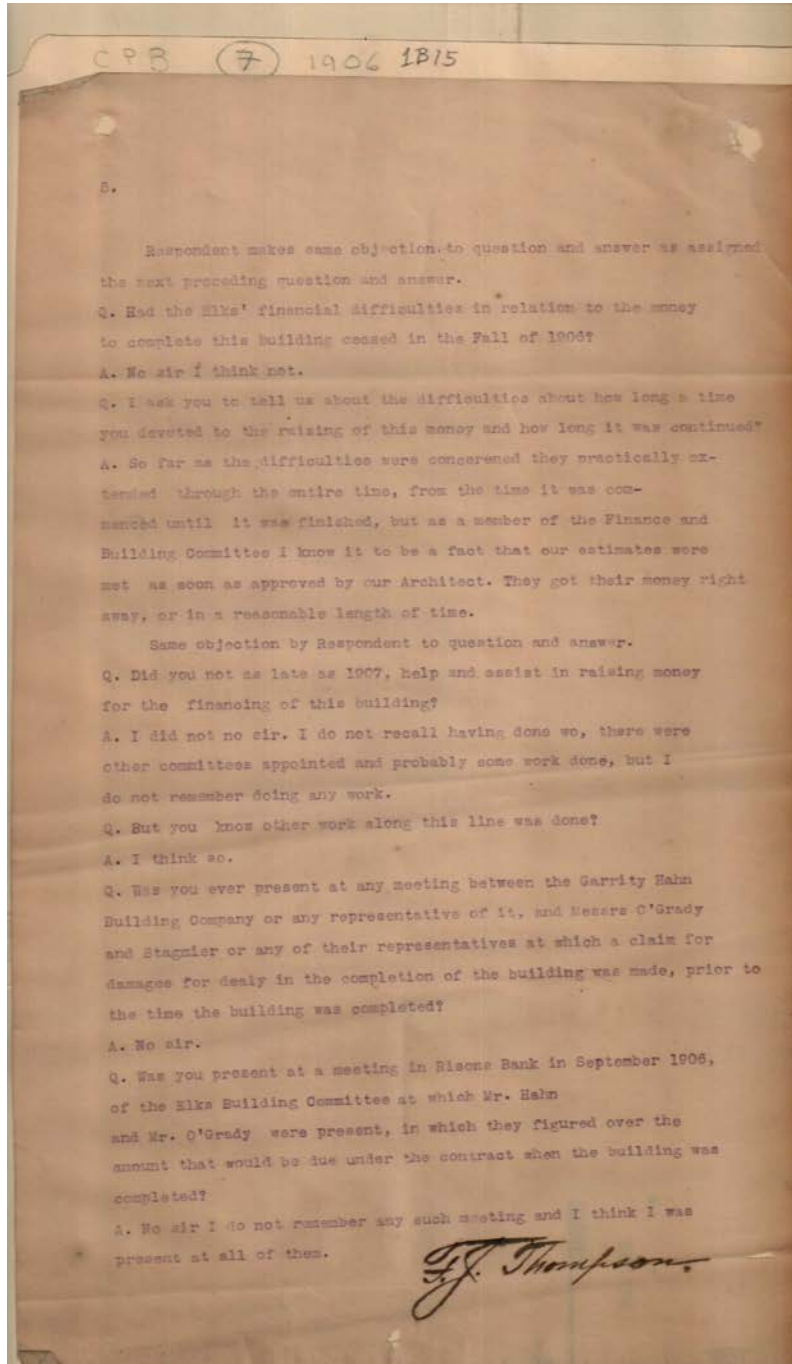 CPB (7) 1906 1B15
5.
Respondent makes same objection to question and answer as assigned
the next preceding question and answer.
Q. Had the Elks' financial difficulties in relation to the money
to complete this building ceased in the Fall of 1906?
A. No sir I think not.
Q. I ask you to tell us about the difficulties about how long a time
you devoted to the raising of this money and how long it was continued?
A. So far as the difficulties were concerened they practically ex-
tended through the entire time, from the time it was com-
menced until it was finished, but as a member of the Finance and
Building Committee I know it to be a fact that our estimates were
met as soon as approved by our Architect. They got their money right
away, or in a reasonable length of time.
Same objection by Respondent to question and answer.
Q. Did you not as late as 1907, help and assist in raising money
for the financing of this building?
A. I did not no sir. I do not recall having done wo, there were
other committees appointed and probably some work done, but I
do not remember doing any work.
Q. But you know other work along this line was done?
A. I think so.
Q. Was you ever present at any meeting between the Garrity Hahn
Building Company or any representative of it, and Messrs O'Grady
and Stagmier or any of their representatives at which a claim for
damages for dealy in the completion of the building was made, prior to
the time the building was completed?
A. No sir.
Q. Was you present at a meeting in Risons Bank in September 1906,
of the Elks Building Committee at which Mr. Hahn
and Mr. O'Grady were present, in which they figured over the
amount that would be due under the contract when the building was
completed?
A. No sir I do not remember any such meeting and I think I was
present at all of them.
F.J. Thompson.